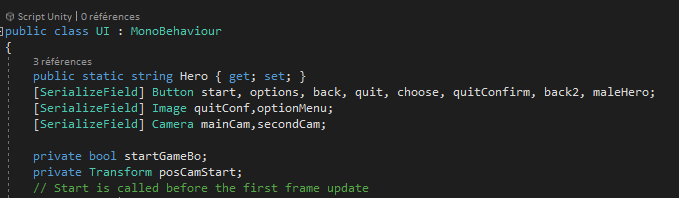 Script Unity | 0 références
public class UI : MonoBehaviour
{
3 références
public static string Hero { get; set; }
[SerializeField] Button start, options, back, quit, choose, quitConfirm, back2, maleHero;
[SerializeField] Image quitConf,optionMenu;
[SerializeField] Camera mainCam,secondCam;
private bool startGameBo;
private Transform posCamStart;
// Start is called before the first frame update